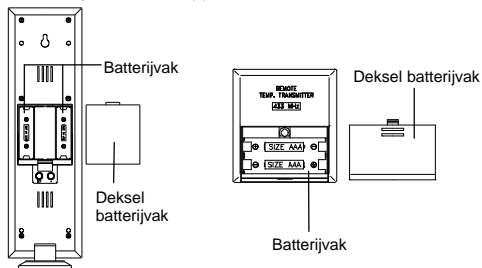 Batterijvak
Deksel
batterijvak
REMOTE
TEMP. TRANSMITTER
433 MHz
SIZE AAA
SIZE AAA
Batterijvak
Deksel batterijvak